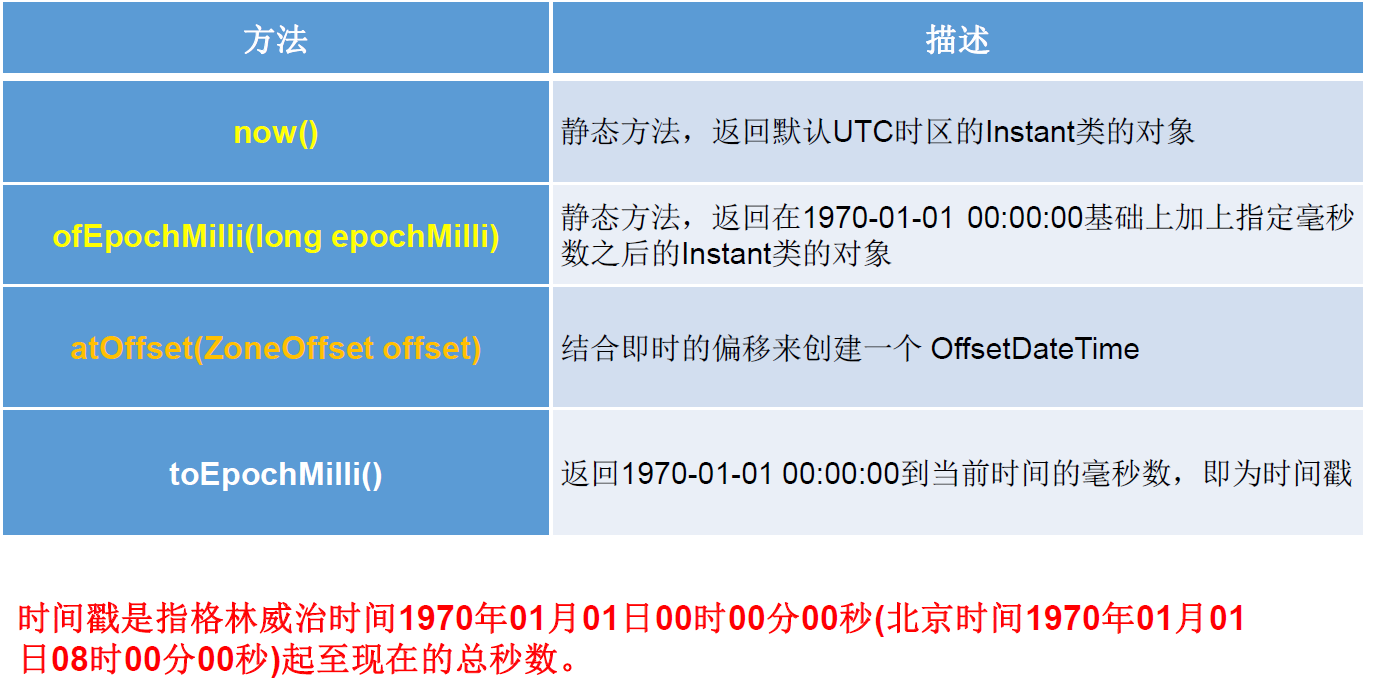 方法
描述
now()
静态方法，返回默认UTC时区的Instant类的对象
ofEpochMilli(long epochMilli)
静态方法，返回在1970-01-01 00:00:00基础上加上指定毫秒
数之后的Instant类的对象
atOffset(ZoneOffset offset)
结合即时的偏移来创建一个 OffsetDateTime
toEpochMilli()
返回1970-01-01 00:00:00到当前时间的毫秒数，即为时间戳
时间戳是指格林威治时间1970年01月01日00时00分00秒(北京时间1970年01月01
日08时00分00秒)起至现在的总秒数。